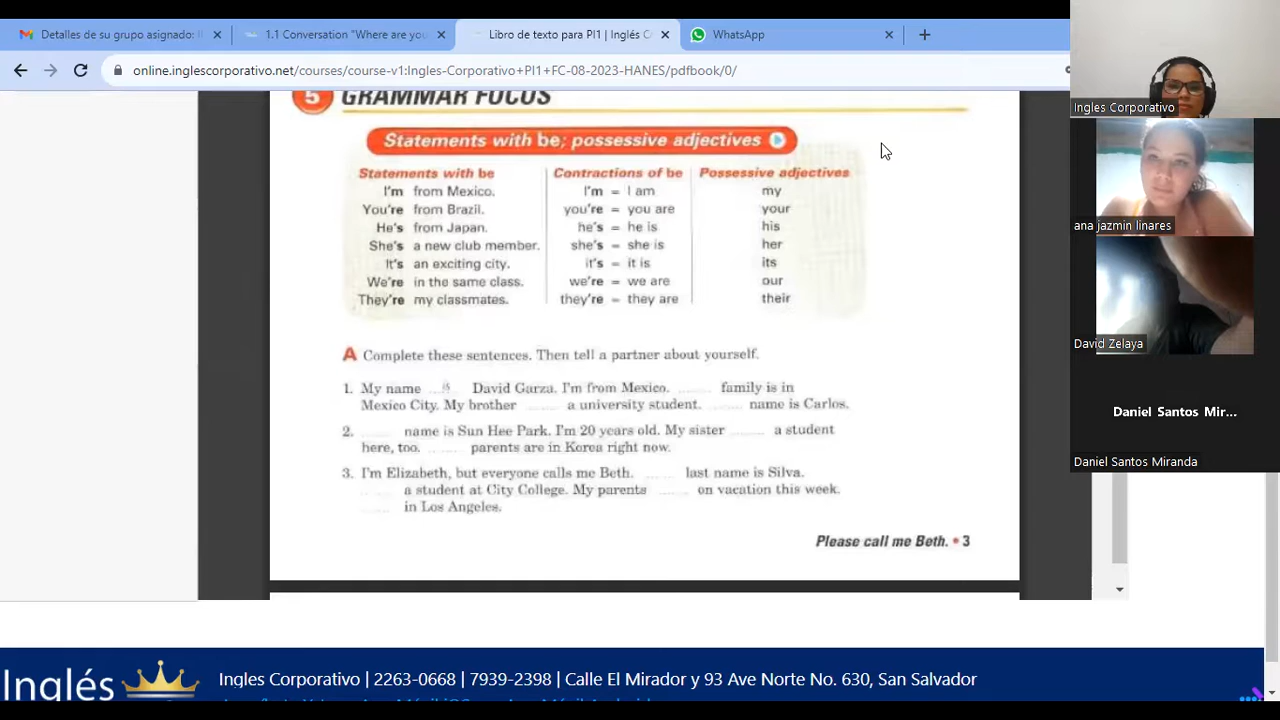 Detalles de su grupo asignado: I
1.1 Conversation "Where are you
Libro de texto para PI1 | Inglés C
WhatsApp
online.inglescorporativo.net/courses/course-v1:Ingles-Corporativo+PI1+FC-08-2023-HANES/pdfbook/0/
5 GRAMMAR FOCUS
Statements with be; possessive adjectives
Statements with be Contractions of be Possessive adjectives
I'm from Mexico. I'm = I am my
You're from Brazil. you're = you are your
He's from Japan. he's = he is his
She's a new club member. she's = she is her
It's an exciting city. it's = it is its
We're in the same class. we're = we are our
They're my classmates. they're = they are their
A Complete these sentences. Then tell a partner about yourself.
1. My name is David Garza. I'm from Mexico. ........ family is in
Mexico City. My brother ........ a university student. ........ name is Carlos.
2. ........ name is Sun Hee Park. I'm 20 years old. My sister ........ a student
here, too. ........ parents are in Korea right now.
3. I'm Elizabeth, but everyone calls me Beth. ........ last name is Silva.
........ a student at City College. My parents ........ on vacation this week.
........ in Los Angeles.
Please call me Beth. • 3
Ingles Corporativo
ana jazmin linares
David Zelaya
Daniel Santos Mir...
Daniel Santos Miranda
Inglés
Ingles Corporativo | 2263-0668 | 7939-2398 | Calle El Mirador y 93 Ave Norte No. 630, San Salvador